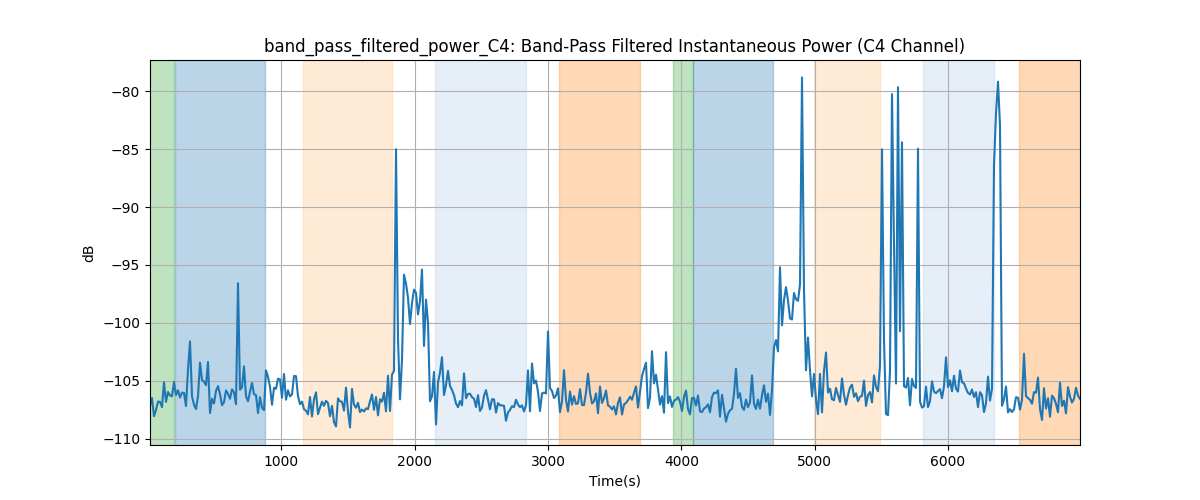 band_pass_filtered_power_C4: Band-Pass Filtered Instantaneous Power (C4 Channel)
−80
−85
−90
−95
−100
−105
−110
dB
1000 2000 3000 4000 5000 6000
Time(s)